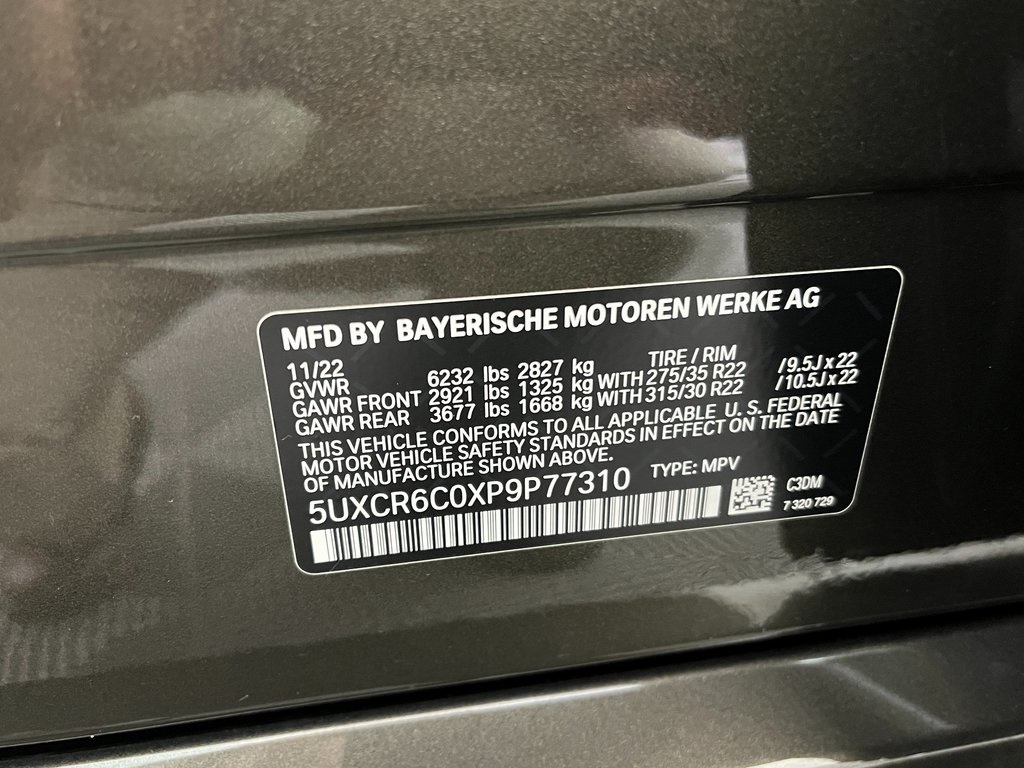 MFD BY BAYERISCHE MOTOREN WERKE AG
11/22 TIRE / RIM
GVWR 6232 lbs 2827 kg
GAWR FRONT 2921 lbs 1325 kg WITH 275/35 R22 / 9.5J x 22
GAWR REAR 3677 lbs 1668 kg WITH 315/30 R22 / 10.5J x 22
THIS VEHICLE CONFORMS TO ALL APPLICABLE U. S. FEDERAL
MOTOR VEHICLE SAFETY STANDARDS IN EFFECT ON THE DATE
OF MANUFACTURE SHOWN ABOVE.
5UXCR6C0XP9P77310 TYPE: MPV
C3DM
7 320 729